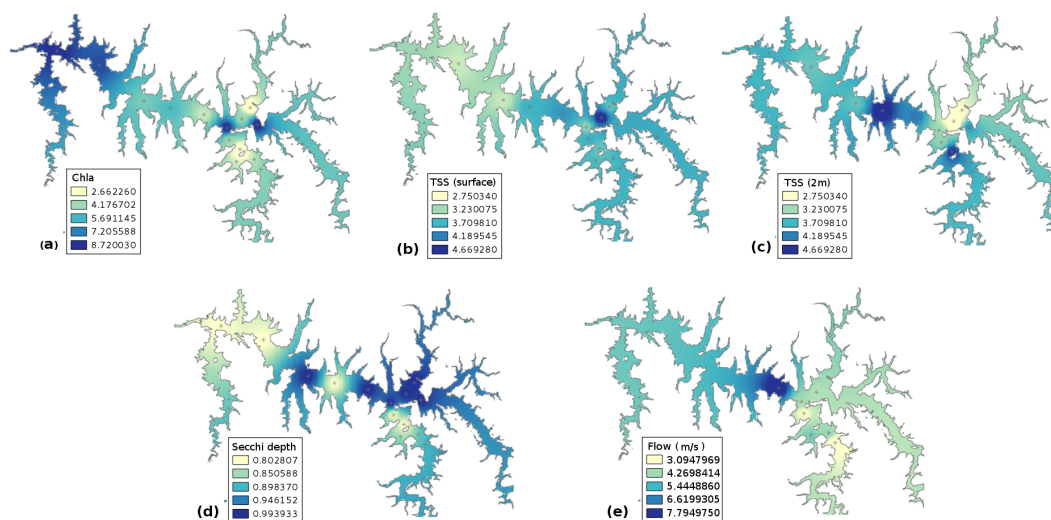 Chla
2.662260
4.176702
5.691145
7.205588
8.720030
(a)
TSS (surface)
2.750340
3.230075
3.709810
4.189545
4.669280
(b)
TSS (2m)
2.750340
3.230075
3.709810
4.189545
4.669280
(c)
Secchi depth
0.802807
0.850588
0.898370
0.946152
0.993933
(d)
Flow (m/s)
3.0947969
4.2698414
5.4448860
6.6199305
7.7949750
(e)